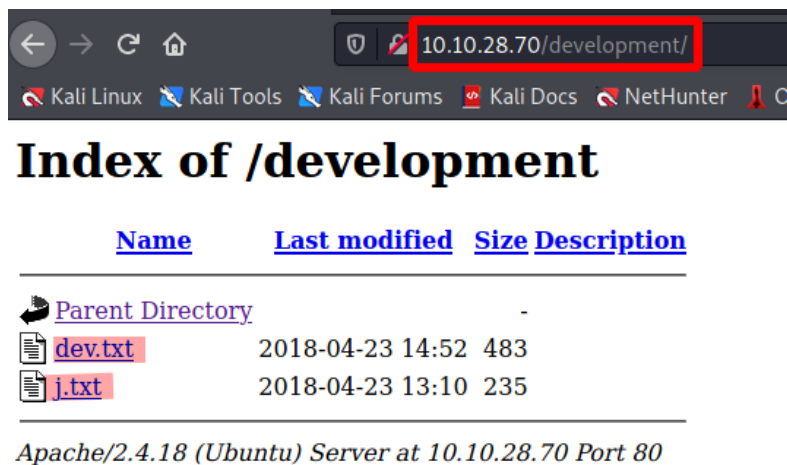 10.10.28.70/development/
Kali Linux Kali Tools Kali Forums Kali Docs NetHunter
Index of /development
Name Last modified Size Description
Parent Directory -
dev.txt 2018-04-23 14:52 483
j.txt 2018-04-23 13:10 235
Apache/2.4.18 (Ubuntu) Server at 10.10.28.70 Port 80